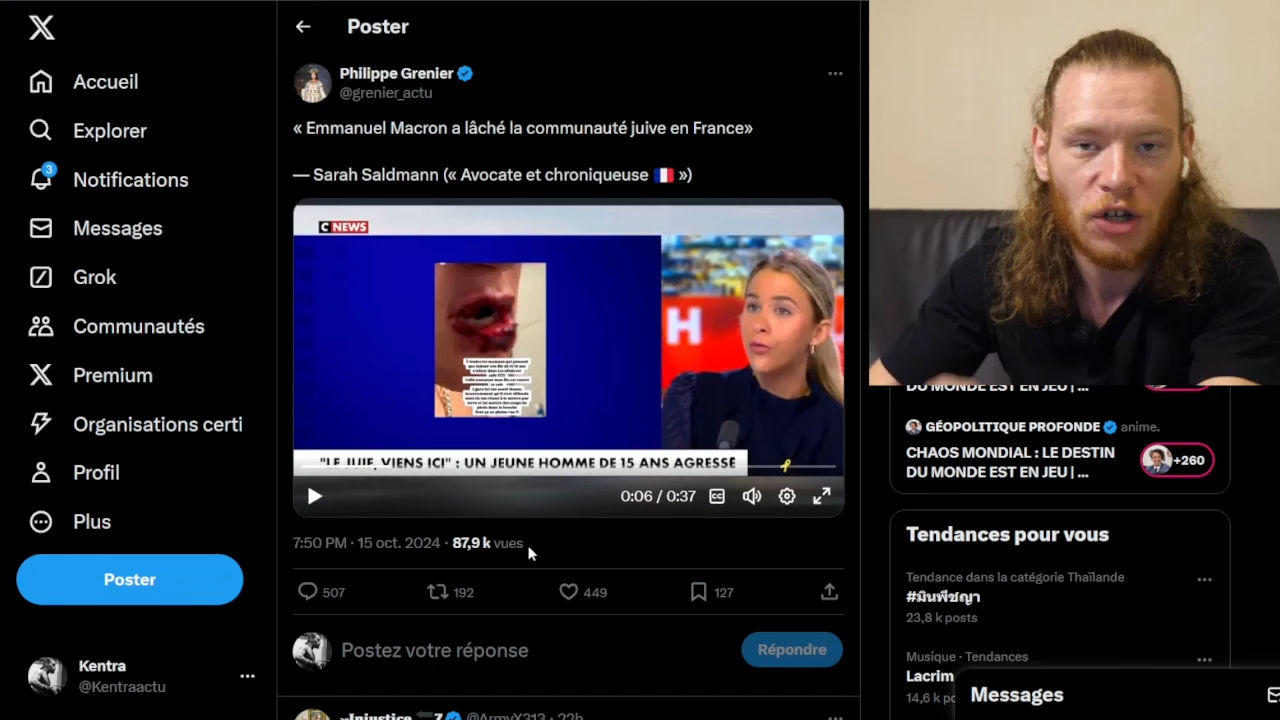 Accueil
Explorer
3
Notifications
Messages
Grok
Communautés
Premium
Organisations certi
Profil
Plus
Poster
Kentra
@Kentraactu
Poster
Philippe Grenier
@grenier_actu
« Emmanuel Macron a lâché la communauté juive en France»
— Sarah Saldmann (« Avocate et chroniqueuse 🇫🇷 »)
C NEWS
H
"LE JUIF, VIENS ICI" : UN JEUNE HOMME DE 15 ANS AGRESSÉ
0:06 / 0:37
CC
7:50 PM · 15 oct. 2024 · 87,9 k vues
507
192
449
127
Postez votre réponse
Répondre
@ArmyX313 · 22h
DU MONDE EST EN JEU | ...
GÉOPOLITIQUE PROFONDE anime.
CHAOS MONDIAL : LE DESTIN
DU MONDE EST EN JEU | ...
+260
Tendances pour vous
Tendance dans la catégorie Thaïlande
#มินพีชญา
23,8 k posts
Musique · Tendances
Lacrim
14,6 k po
Messages